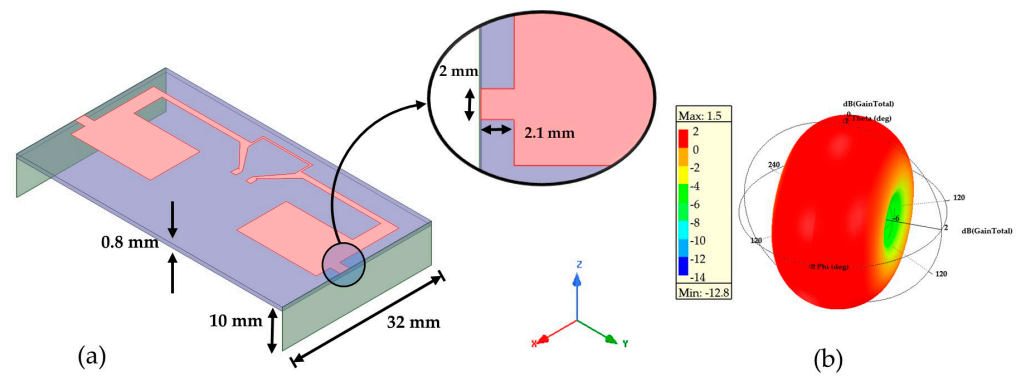 2 mm
2.1 mm
0.8 mm
10 mm
32 mm
(a)
Z
X
Y
Max: 1.5
2
0
-2
-4
-6
-8
-10
-12
-14
Min: -12.8
dB(GainTotal)
0
(deg)
240
120
-6
2
dB(GainTotal)
120
120
Phi (deg)
(b)